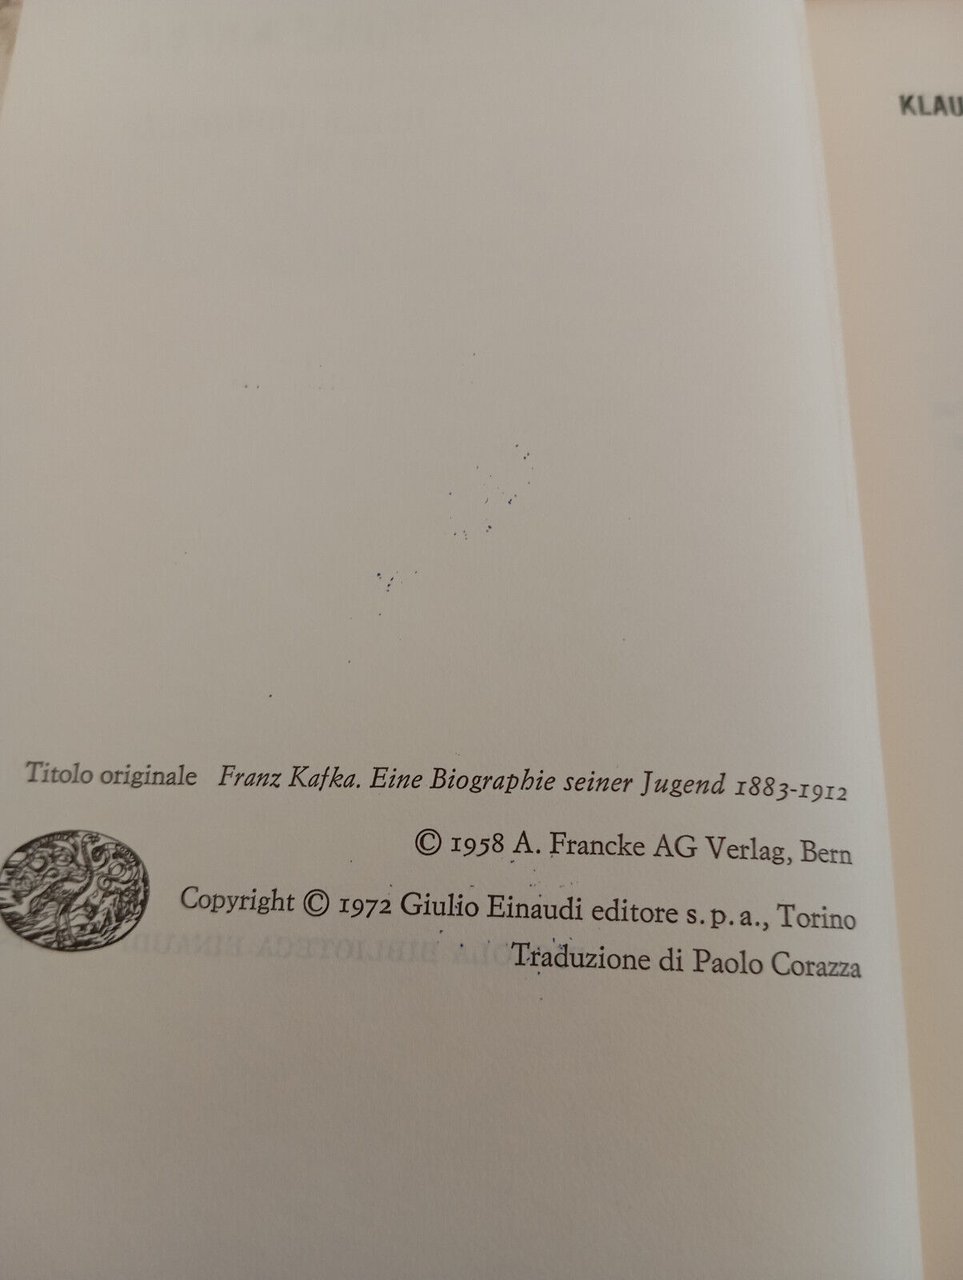 Titolo originale Franz Kafka. Eine Biographie seiner Jugend 1883-1912
© 1958 A. Francke AG Verlag, Bern
Copyright © 1972 Giulio Einaudi editore s.p.a., Torino
Traduzione di Paolo Corazza
KLAU